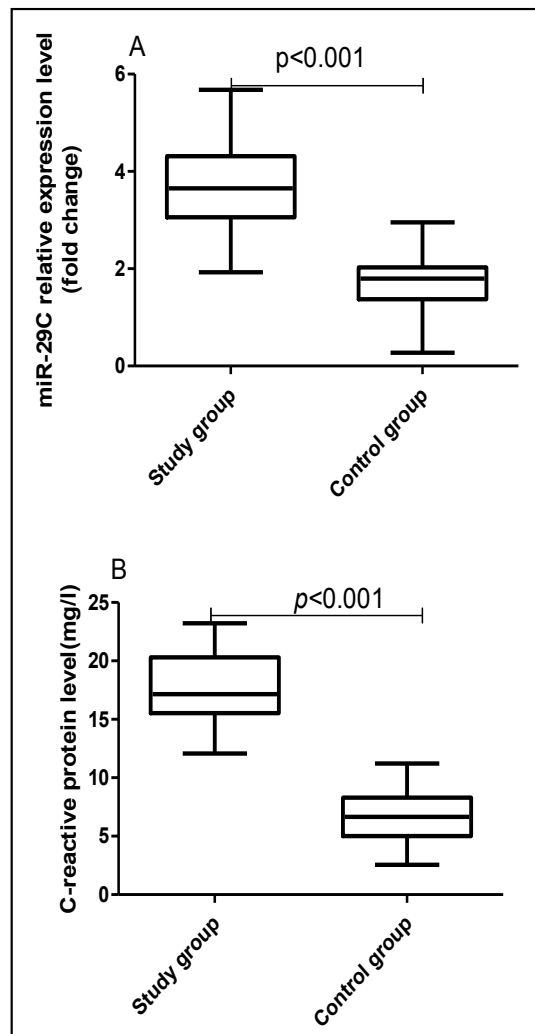 A
p<0.001
miR-29C relative expression level
(fold change)
6
4
2
0
Study group
Control group
B
p<0.001
C-reactive protein level(mg/l)
25
20
15
10
5
0
Study group
Control group